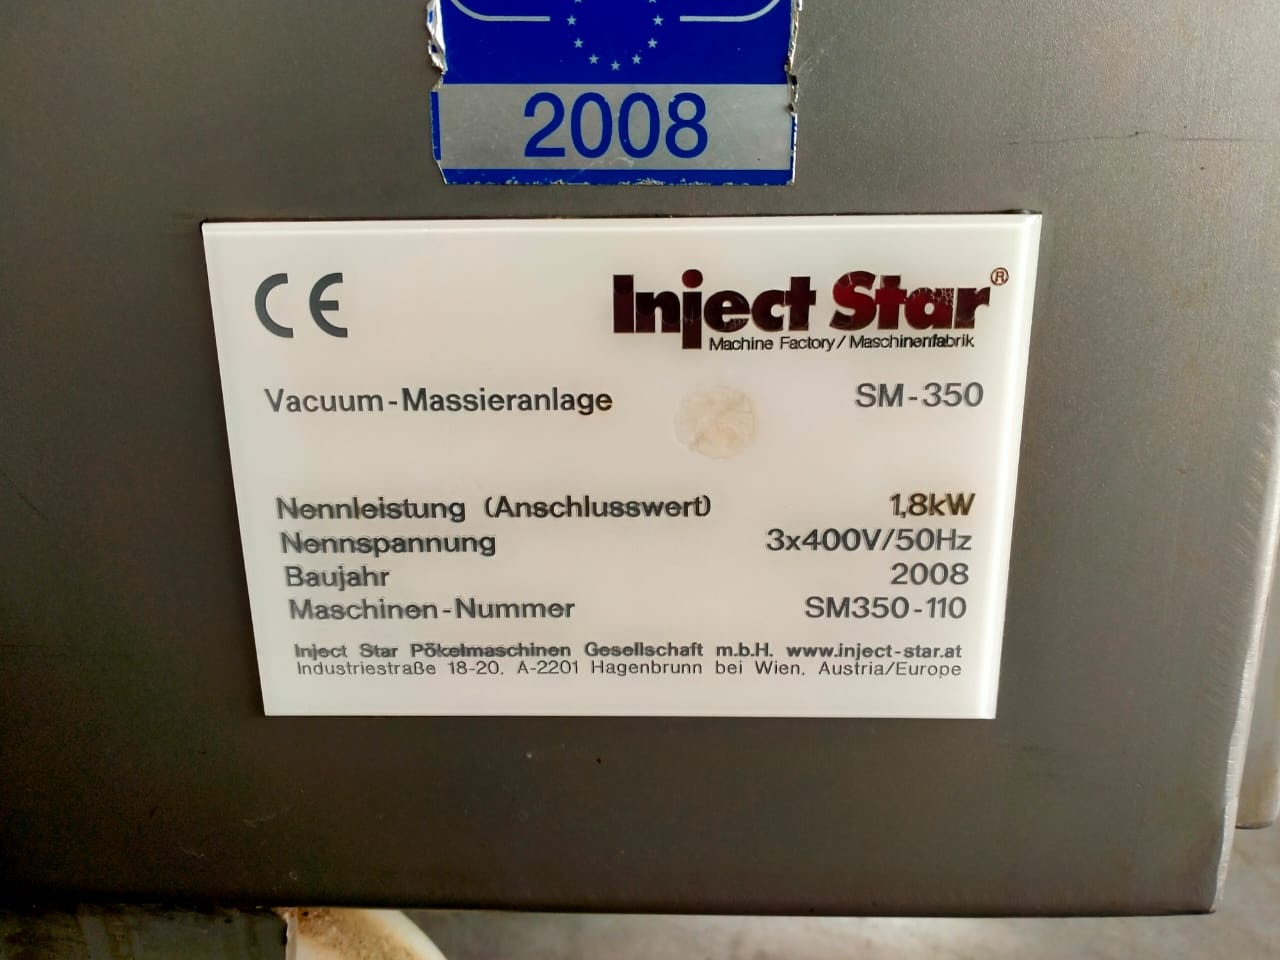 2008
CE
Inject Star®
Machine Factory / Maschinenfabrik
Vacuum-Massieranlage SM-350
Nennleistung (Anschlusswert) 1,8kW
Nennspannung 3x400V/50Hz
Baujahr 2008
Maschinen-Nummer SM350-110
Inject Star Pökelmaschinen Gesellschaft m.b.H. www.inject-star.at
Industriestraße 18-20, A-2201 Hagenbrunn bei Wien, Austria/Europe